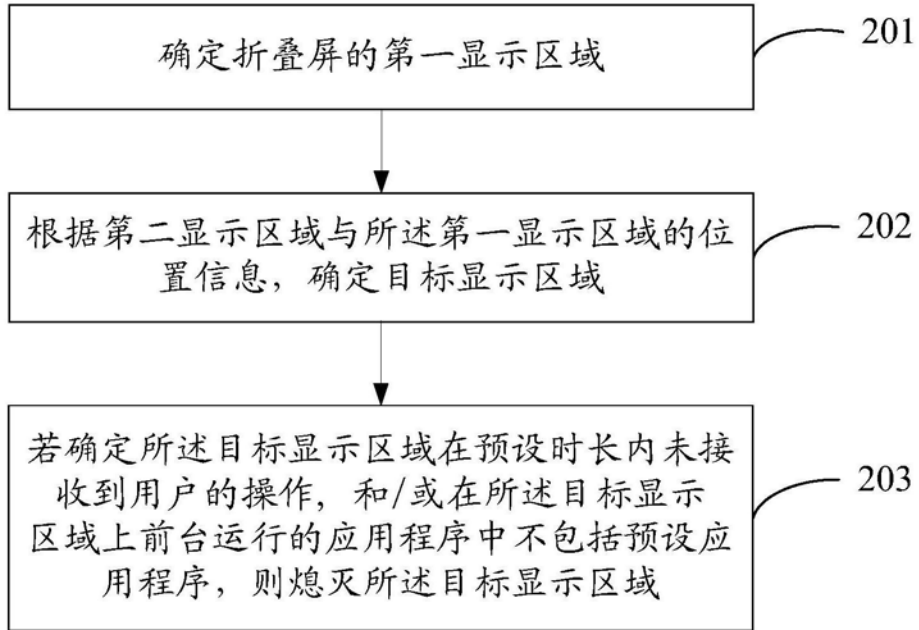 确定折叠屏的第一显示区域
201
根据第二显示区域与所述第一显示区域的位
置信息，确定目标显示区域
202
若确定所述目标显示区域在预设时长内未接
收到用户的操作，和/或在所述目标显示
区域上前台运行的应用程序中不包括预设应
用程序，则熄灭所述目标显示区域
203